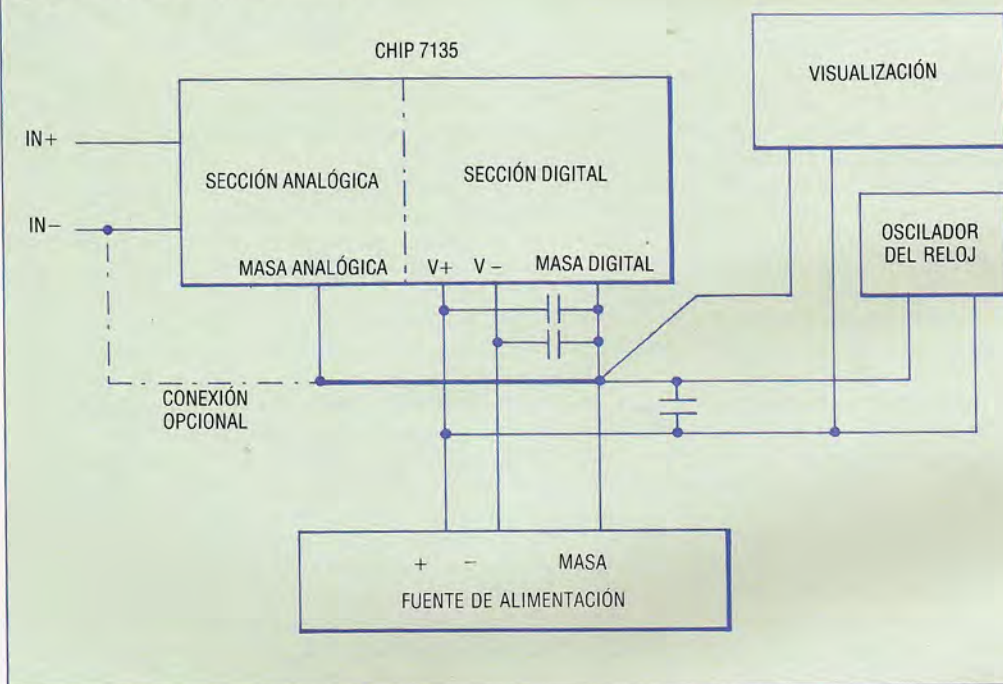 CHIP 7135
VISUALIZACIÓN
IN+
SECCIÓN ANALÓGICA
SECCIÓN DIGITAL
IN–
OSCILADOR
DEL RELOJ
MASA ANALÓGICA
V+
V –
MASA DIGITAL
CONEXIÓN
OPCIONAL
+ – MASA
FUENTE DE ALIMENTACIÓN